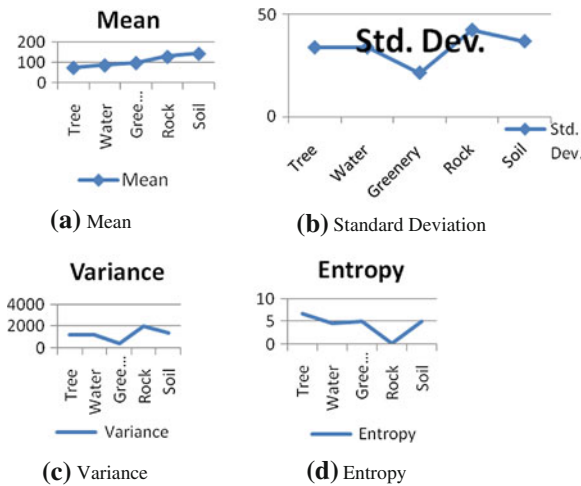 Mean
200
100
0
Tree
Water
Gree...
Rock
Soil
Mean
(a) Mean
Std. Dev.
50
0
Tree
Water
Greenery
Rock
Soil
Std.
Dev.
(b) Standard Deviation
Variance
4000
2000
0
Tree
Water
Gree...
Rock
Soil
Variance
(c) Variance
Entropy
10
5
0
Tree
Water
Gree...
Rock
Soil
Entropy
(d) Entropy